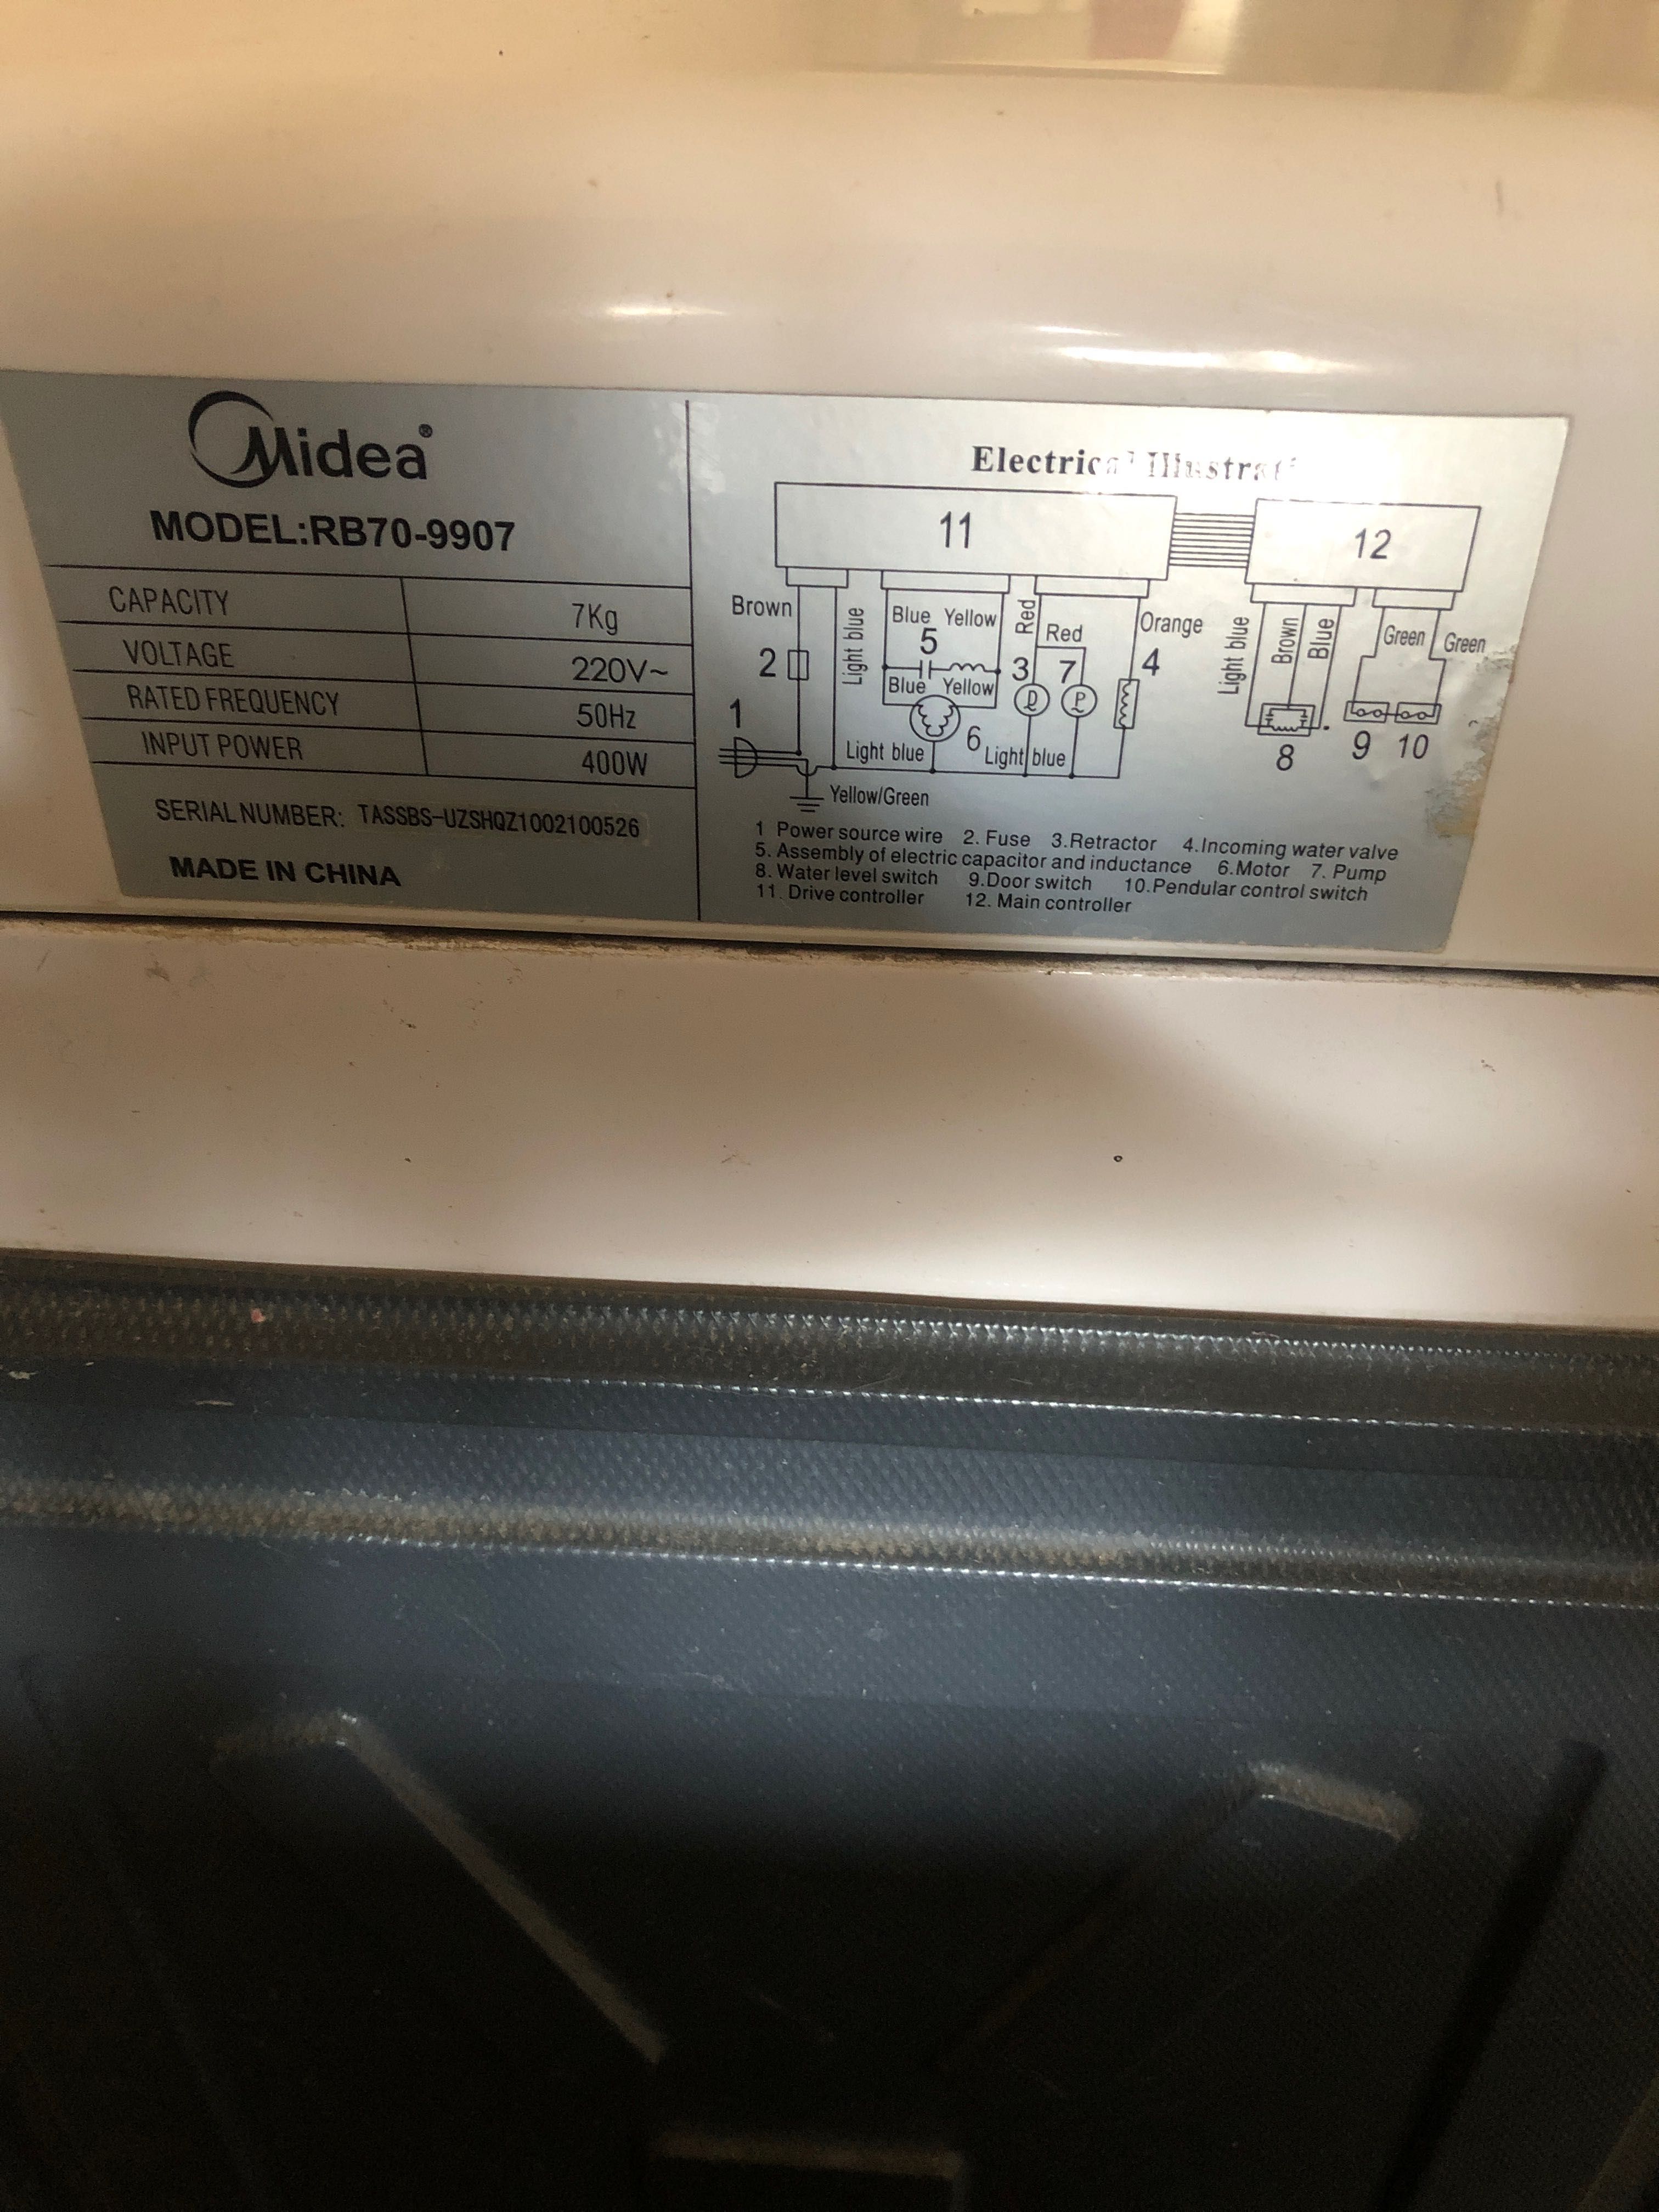 Midea®
MODEL:RB70-9907
CAPACITY 7Kg
VOLTAGE 220V~
RATED FREQUENCY 50Hz
INPUT POWER 400W
SERIAL NUMBER: TASSBS-UZSHQZ1002100526
MADE IN CHINA
Electrical
11
12
Brown
Light blue
Blue Yellow
Red
Red
Orange
Light blue
Brown
Blue
Green
Green
2
5
3
7
4
Blue Yellow
1
6
Light blue
Light blue
8
9
10
Yellow/Green
1 Power source wire 2. Fuse 3.Retractor 4.Incoming water valve
5. Assembly of electric capacitor and inductance 6.Motor 7. Pump
8. Water level switch 9.Door switch 10.Pendular control switch
11. Drive controller 12. Main controller